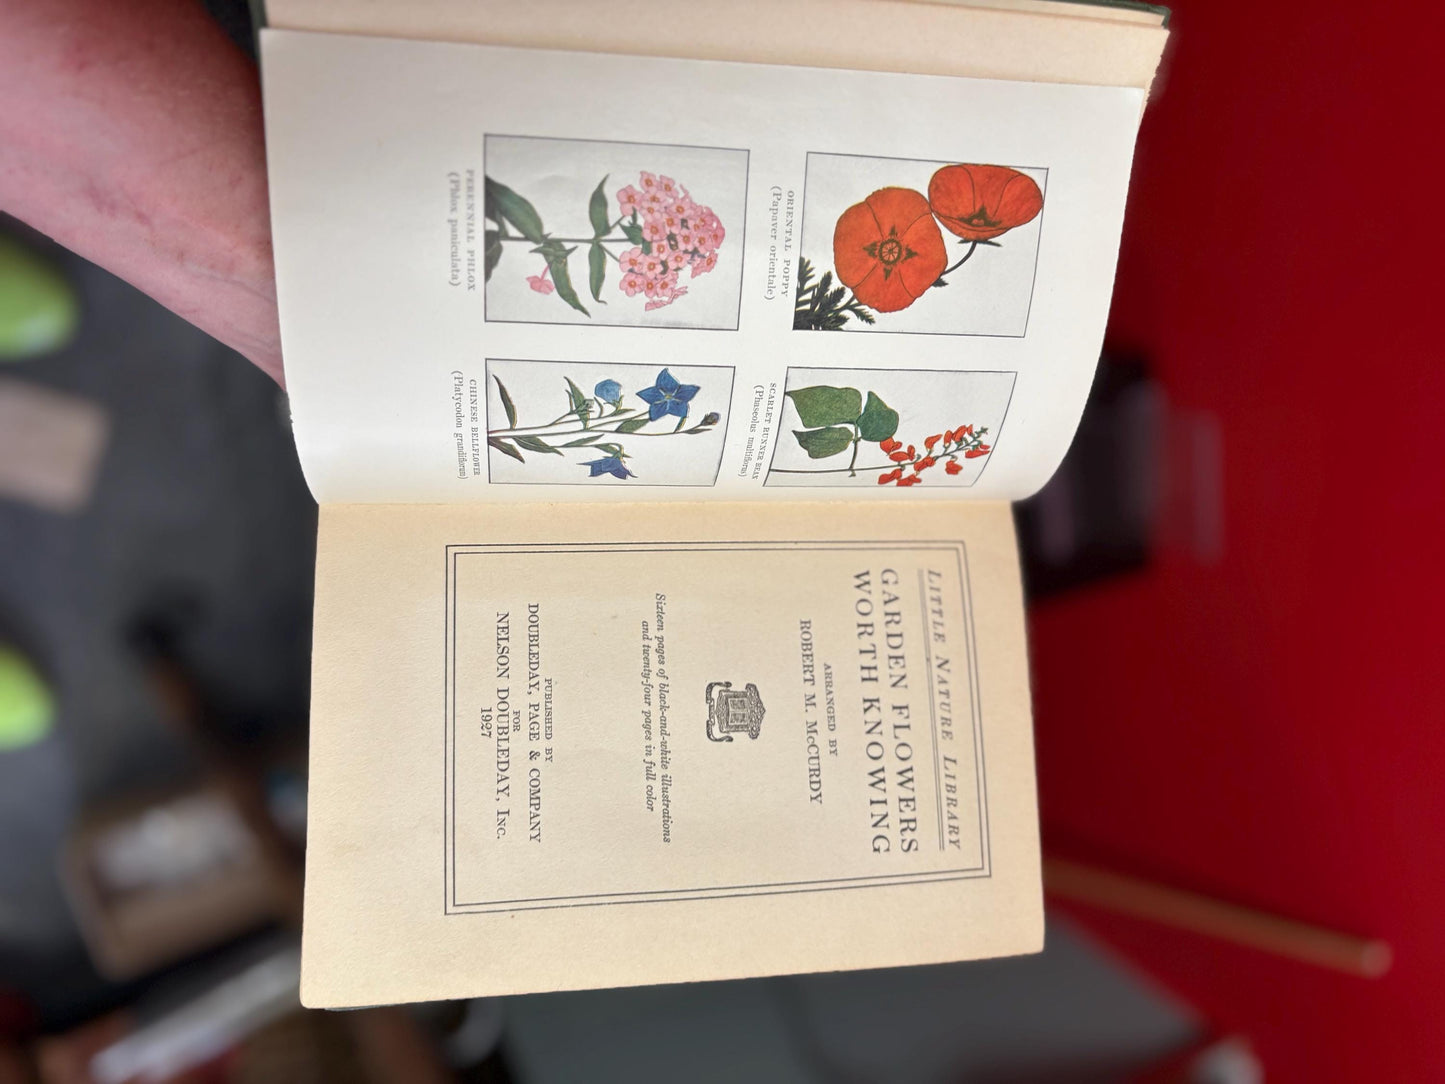 ORIENTAL POPPY
(Papaver orientale)
SCARLET RUNNER BEAN
(Phaseolus multiflorus)
PERENNIAL PHLOX
(Phlox paniculata)
CHINESE BELLFLOWER
(Platycodon grandiflorum)
LITTLE NATURE LIBRARY
GARDEN FLOWERS
WORTH KNOWING
ARRANGED BY
ROBERT M. McCURDY
Sixteen pages of black-and-white illustrations
and twenty-four pages in full color
PUBLISHED BY
DOUBLEDAY, PAGE & COMPANY
FOR
NELSON DOUBLEDAY, INC.
1927